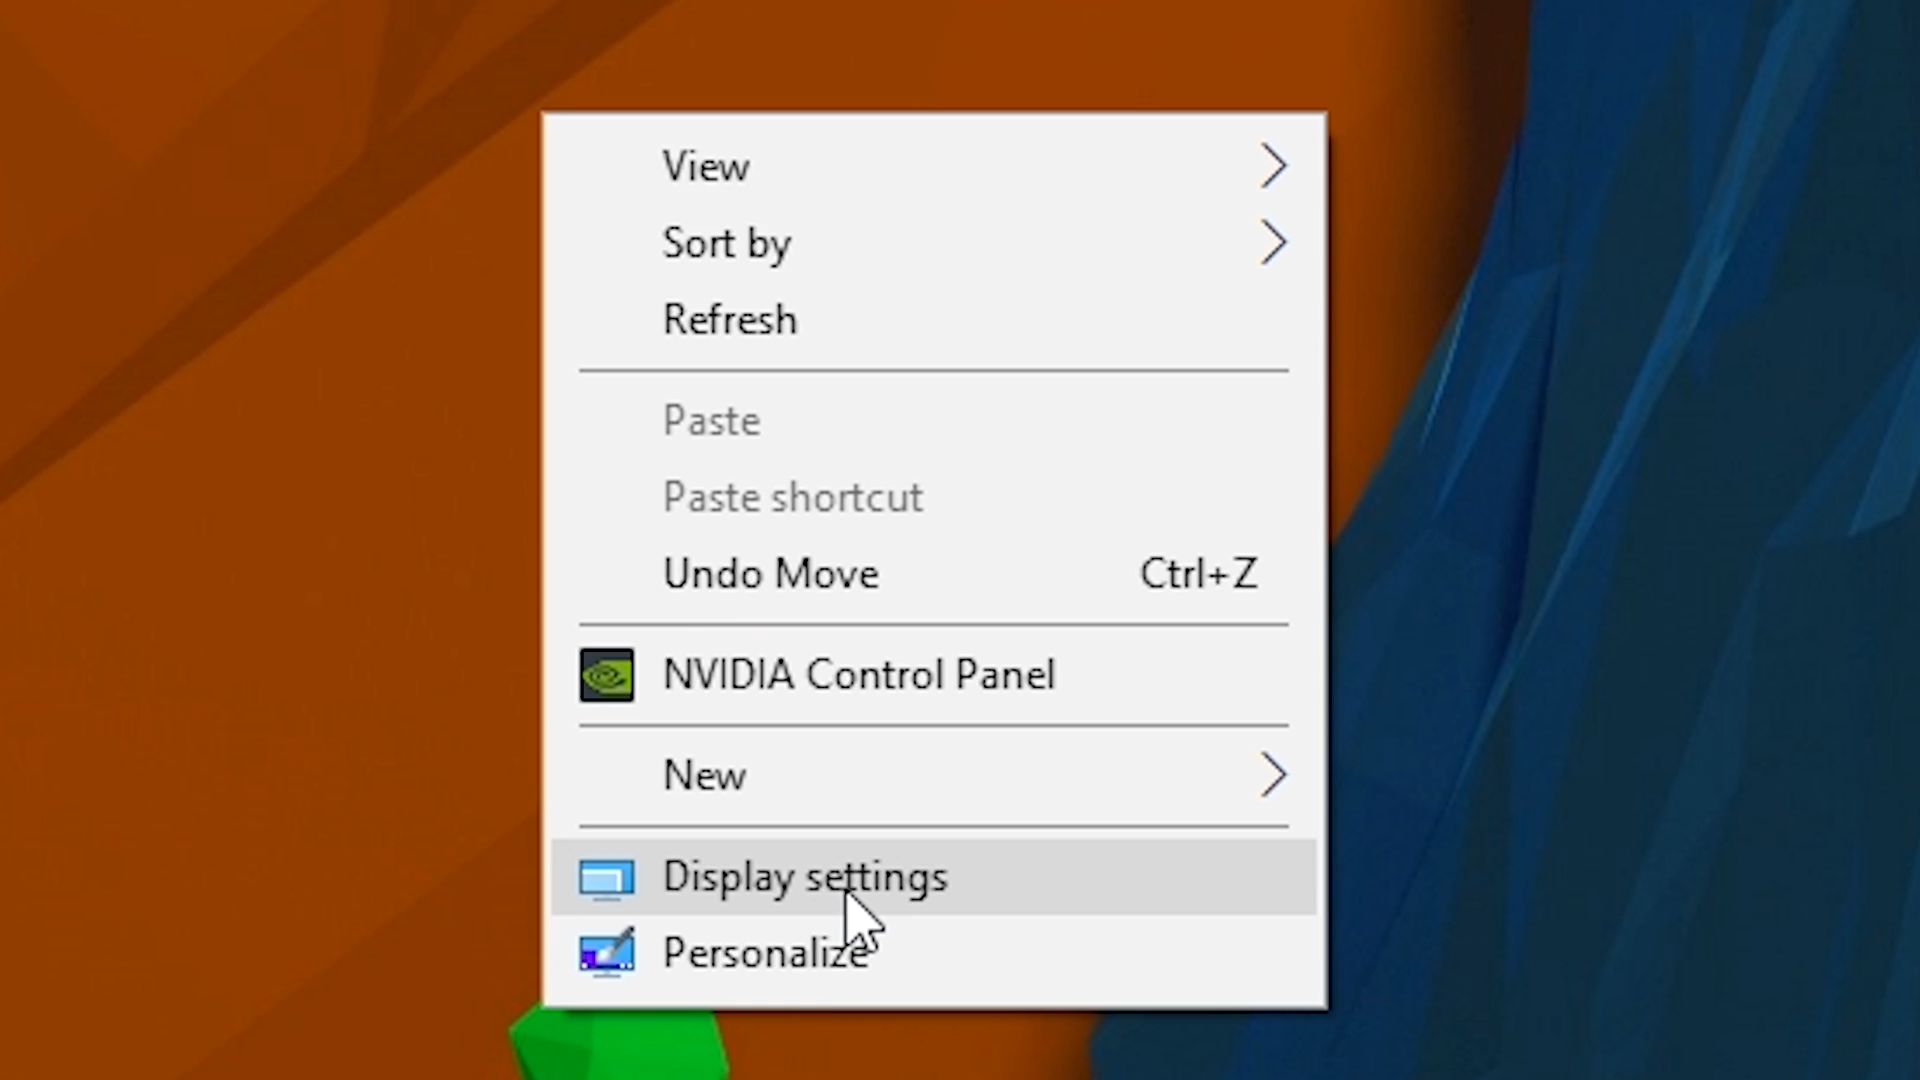 View
Sort by
Refresh
Paste
Paste shortcut
Undo Move Ctrl+Z
NVIDIA Control Panel
New
Display settings
Personalize